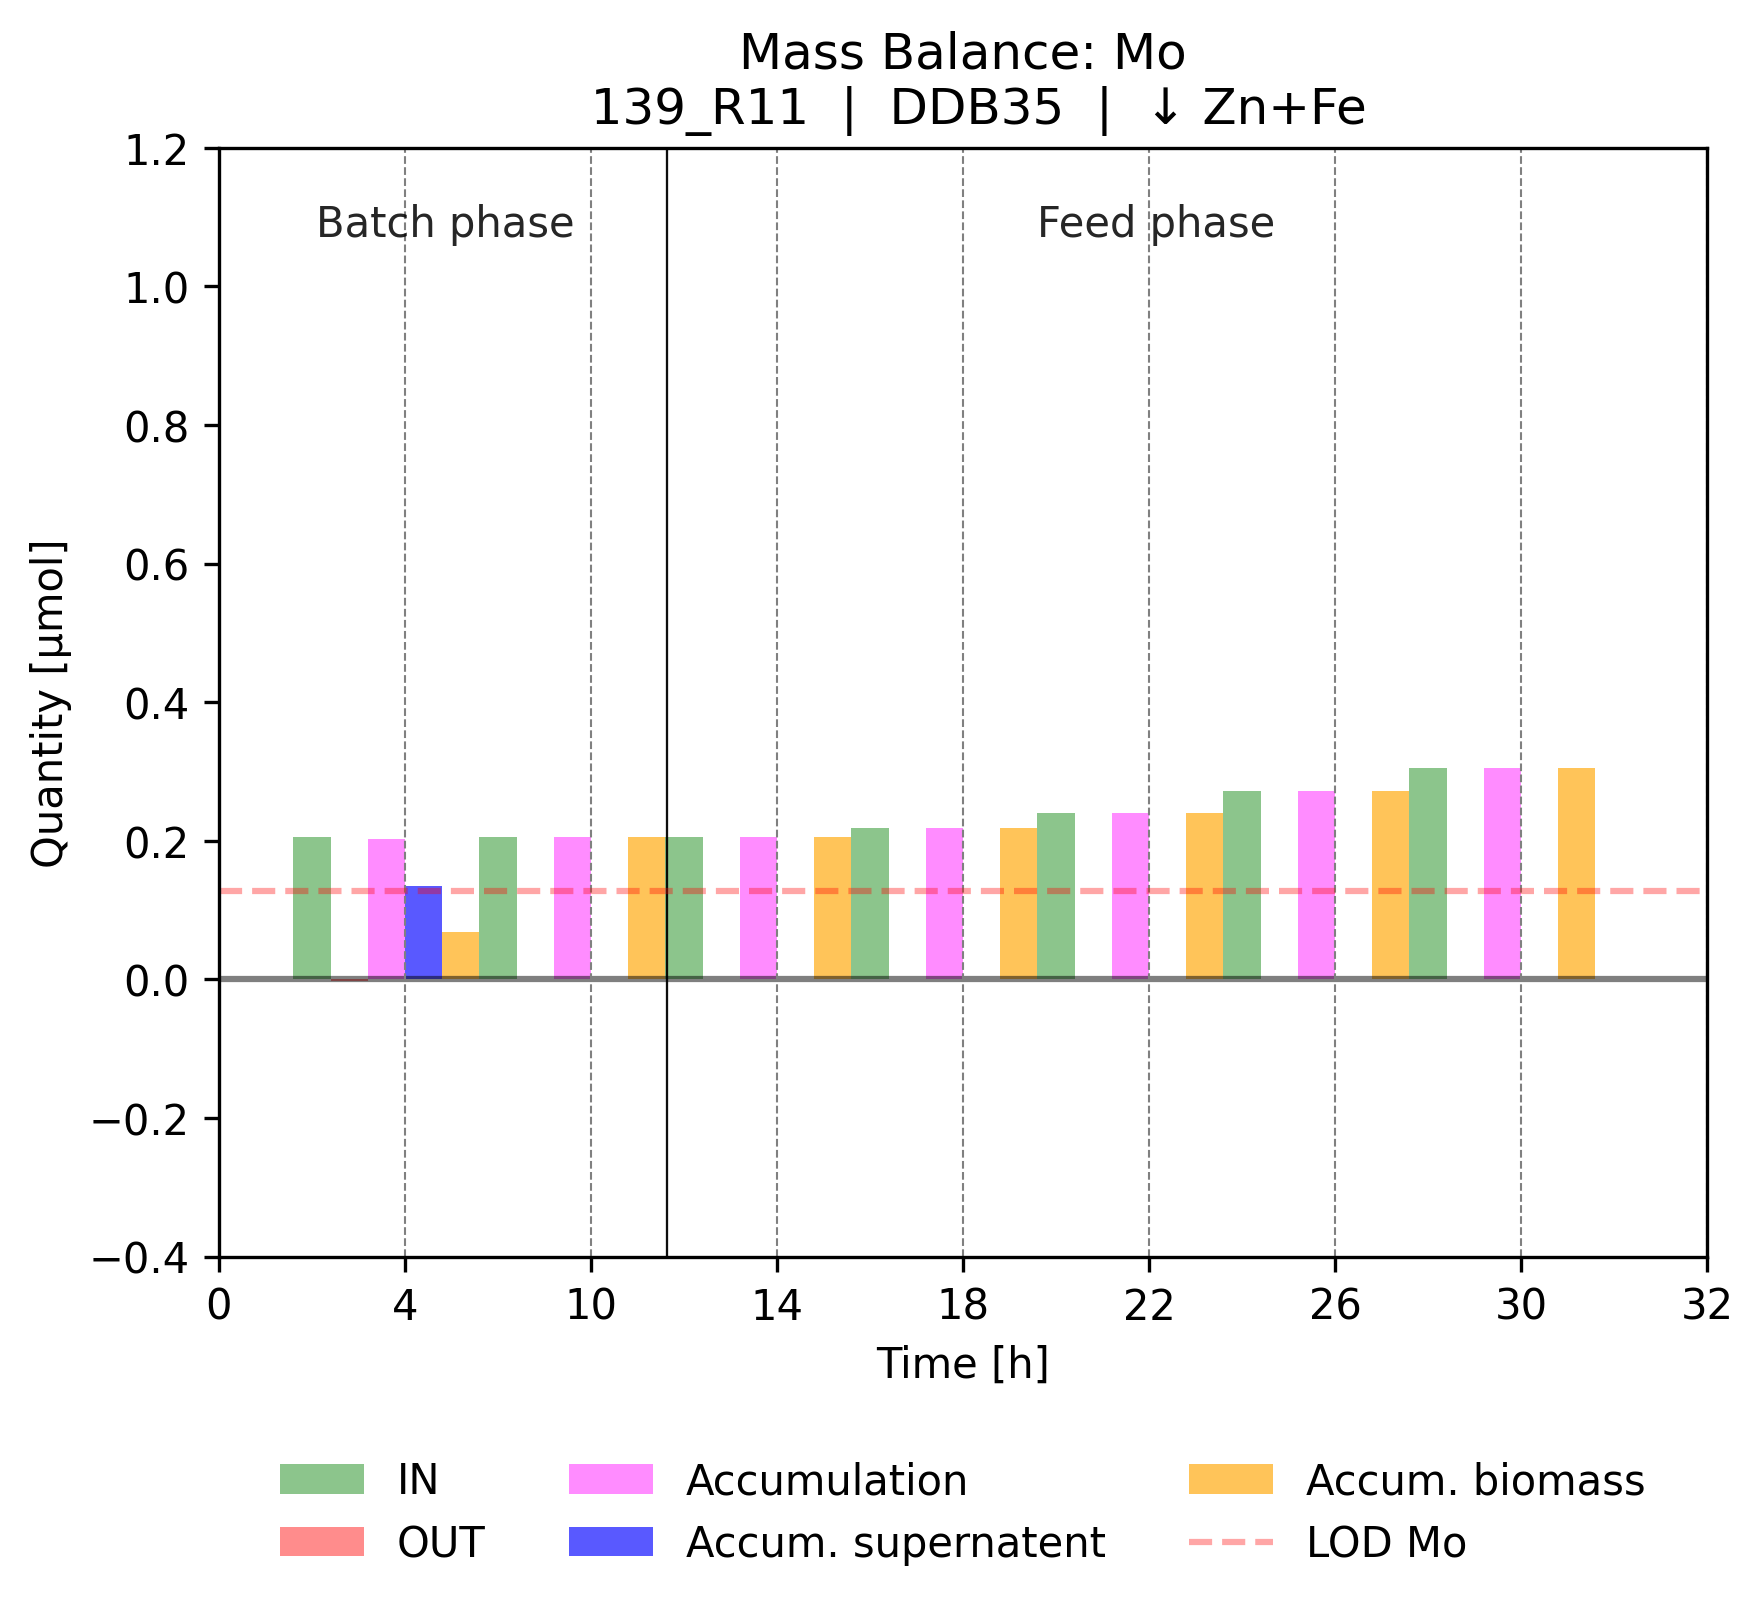 Mass Balance: Mo
139_R11 | DDB35 | ↓ Zn+Fe
1.2
1.0
0.8
0.6
0.4
0.2
0.0
−0.2
−0.4
Quantity [µmol]
Batch phase
Feed phase
0 4 10 14 18 22 26 30 32
Time [h]
IN
OUT
Accumulation
Accum. supernatent
Accum. biomass
LOD Mo